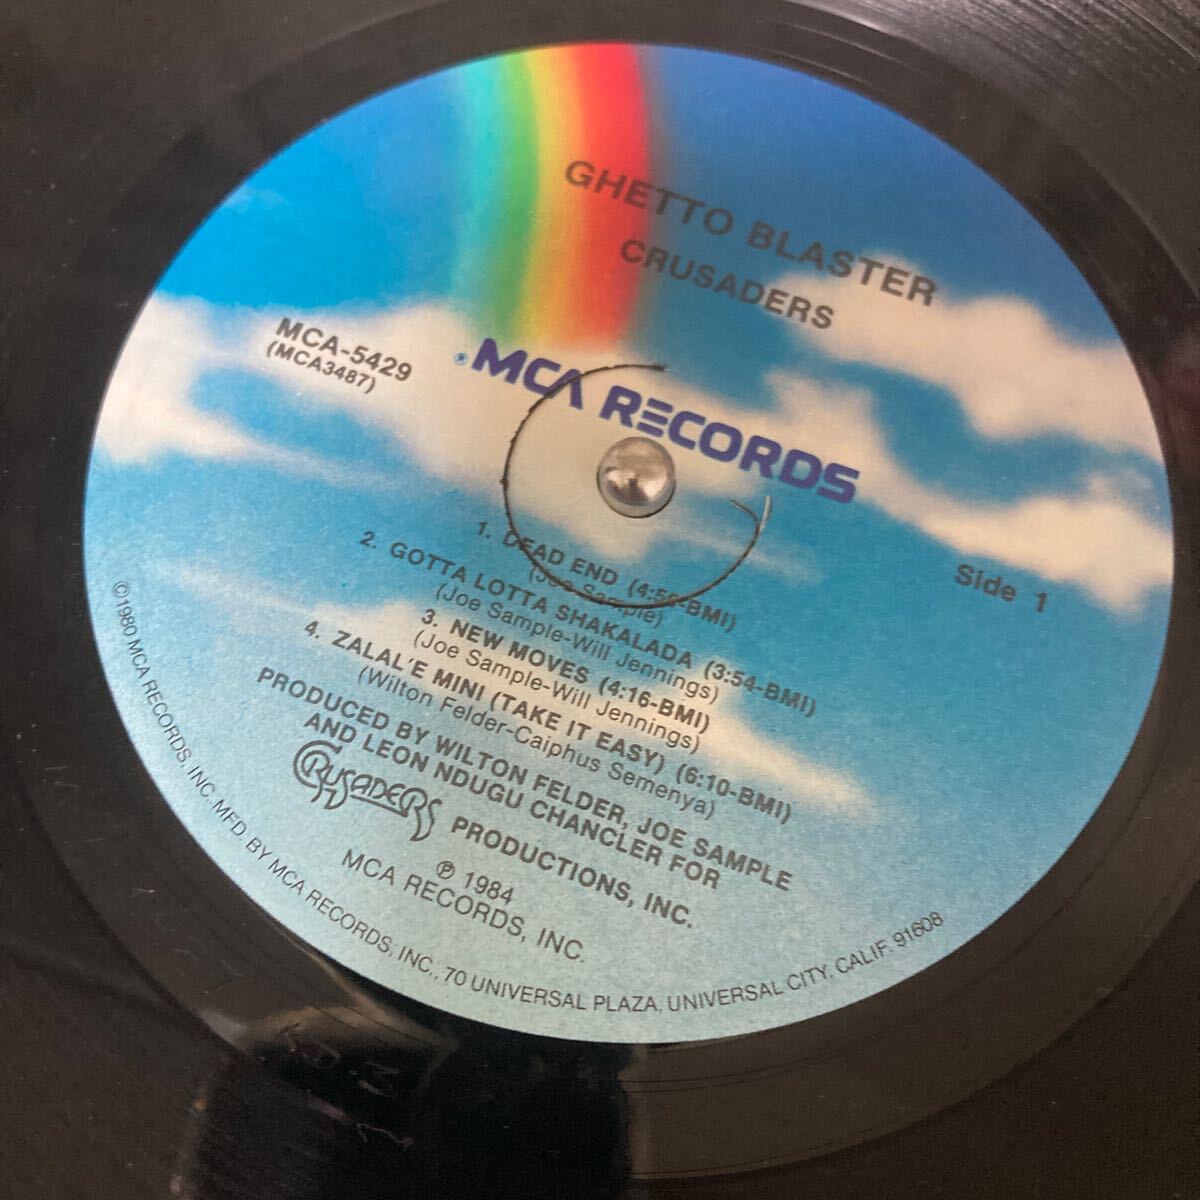 GHETTO BLASTER
CRUSADERS
MCA-5429
(MCA3487)
®MCA RECORDS
Side 1
1. DEAD END (4:58-BMI)
(Joe Sample)
2. GOTTA LOTTA SHAKALADA (3:54-BMI)
(Joe Sample-Will Jennings)
3. NEW MOVES (4:16-BMI)
(Joe Sample-Will Jennings)
4. ZALAL'E MINI (TAKE IT EASY) (6:10-BMI)
(Wilton Felder-Caiphus Semenya)
PRODUCED BY WILTON FELDER, JOE SAMPLE
AND LEON NDUGU CHANCLER FOR
CRUSADERS PRODUCTIONS, INC.
℗ 1984
MCA RECORDS, INC.
©1980 MCA RECORDS, INC. MFD. BY MCA RECORDS, INC., 70 UNIVERSAL PLAZA, UNIVERSAL CITY, CALIF. 91608